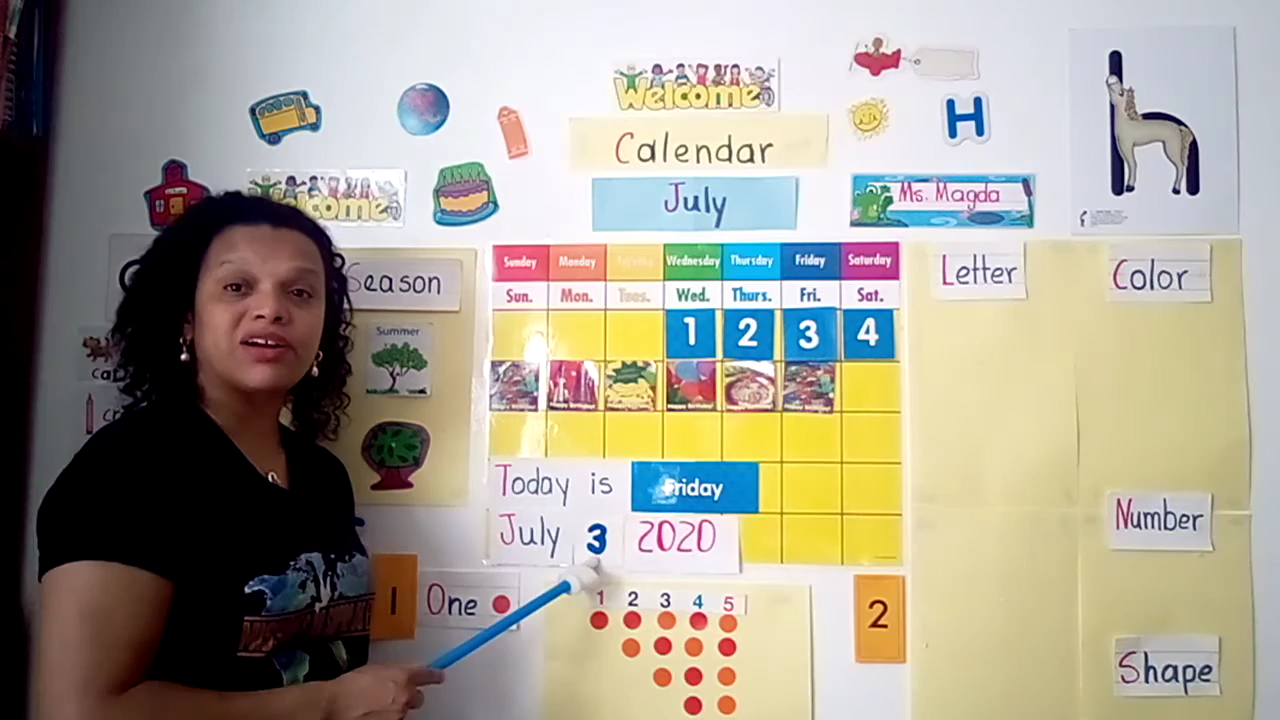 Welcome
Calendar
July
Welcome
Ms. Magda
H
Season
Summer
Sunday Monday Tuesday Wednesday Thursday Friday Saturday
Sun. Mon. Tues. Wed. Thurs. Fri. Sat.
1 2 3 4
Today is Friday
July 3 2020
Letter
Color
Number
Shape
1 One
1 2 3 4 5
2